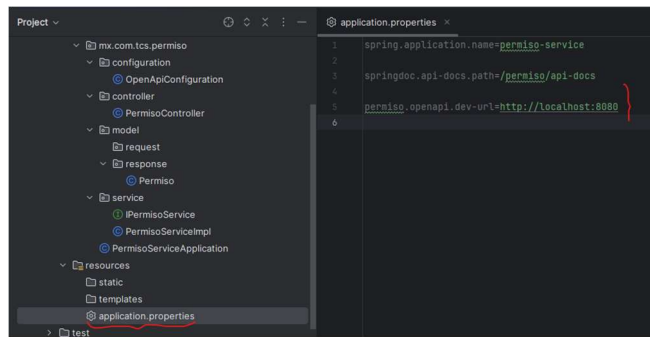 Project
application.properties
mx.com.tcs.permiso
configuration
OpenApiConfiguration
controller
PermisoController
model
request
response
Permiso
service
IPermisoService
PermisoServiceImpl
PermisoServiceApplication
resources
static
templates
application.properties
test
1 spring.application.name=permiso-service
2
3 springdoc.api-docs.path=/permiso/api-docs
4
5 permiso.openapi.dev-url=http://localhost:8080
6